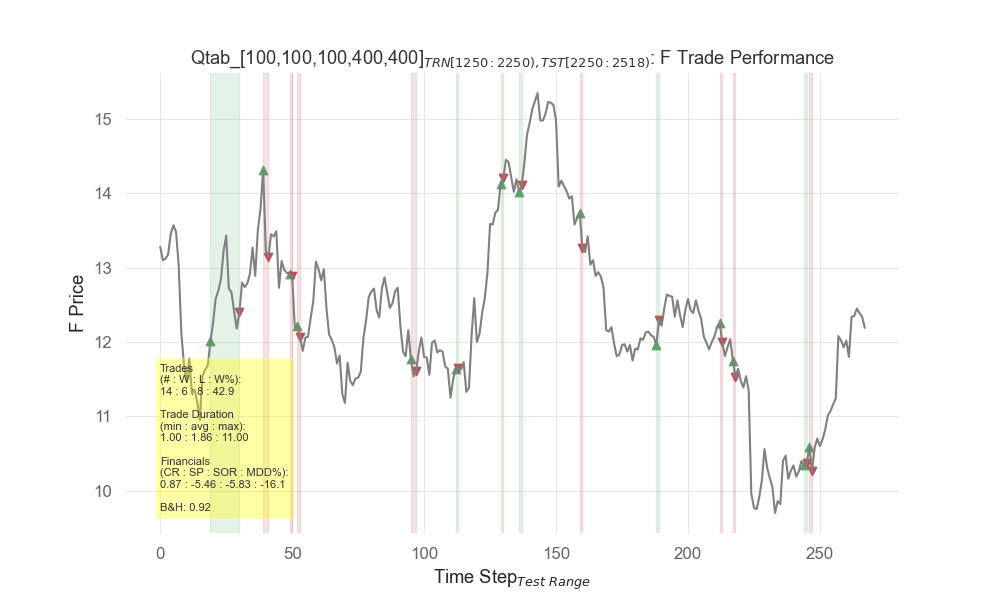 Qtab_[100,100,100,400,400]TRN[1250:2250),TST[2250:2518): F Trade Performance
15
14
13
12
11
10
F Price
Trades
(# : W : L : W%):
14 : 6 : 8 : 42.9
Trade Duration
(min : avg : max):
1.00 : 1.86 : 11.00
Financials
(CR : SP : SOR : MDD%):
0.87 : -5.46 : -5.83 : -16.1
B&H: 0.92
0 50 100 150 200 250
Time StepTest Range